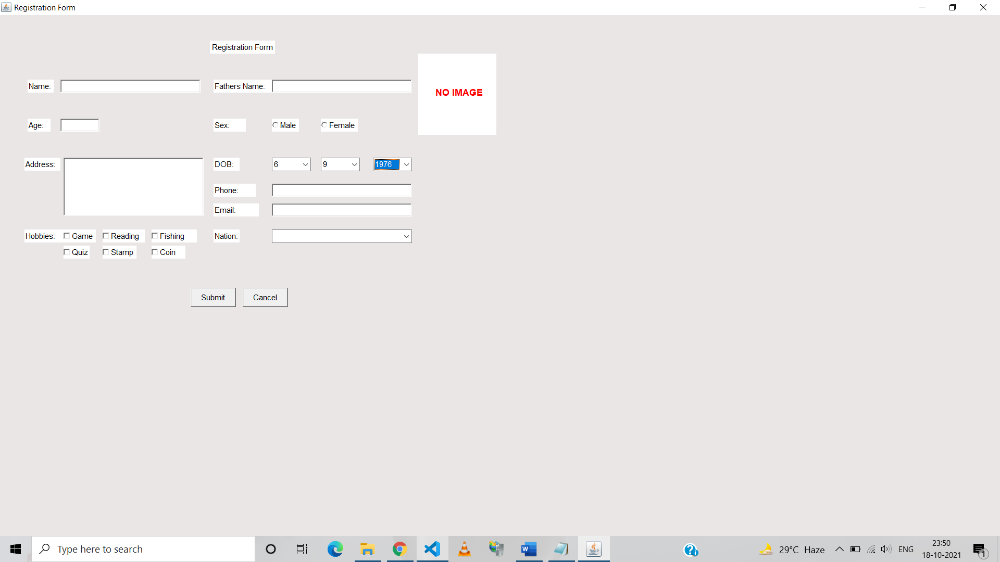 Registration Form
Registration Form
NO IMAGE
Name:
Fathers Name:
Age:
Sex:
Male
Female
Address:
DOB:
6
9
1976
Phone:
Email:
Hobbies:
Game
Reading
Fishing
Nation:
Quiz
Stamp
Coin
Submit
Cancel
Type here to search
29°C Haze
ENG
23:50
18-10-2021
1